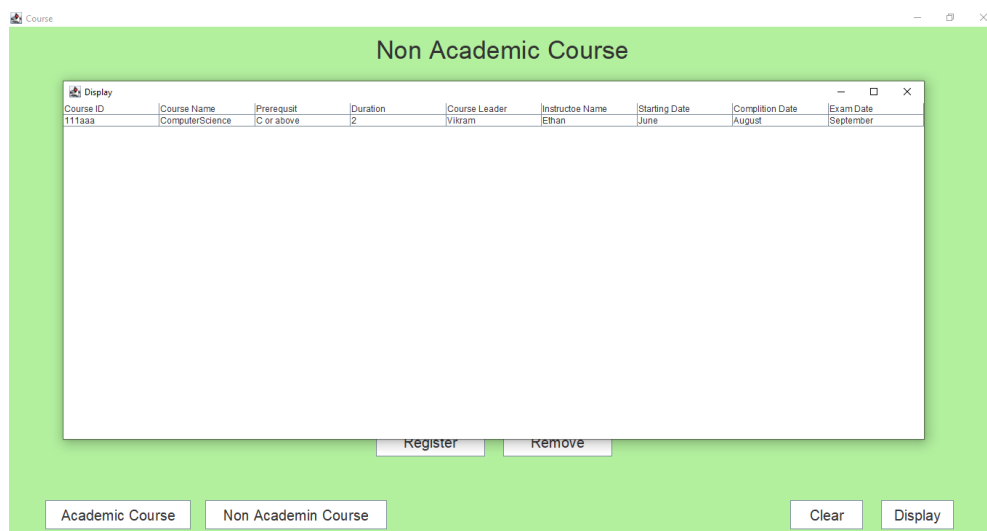 Course
Non Academic Course
Display
Course ID Course Name Prerequsit Duration Course Leader Instructoe Name Starting Date Complition Date Exam Date
111aaa ComputerScience C or above 2 Vikram Ethan June August September
Register Remove
Academic Course Non Academin Course Clear Display